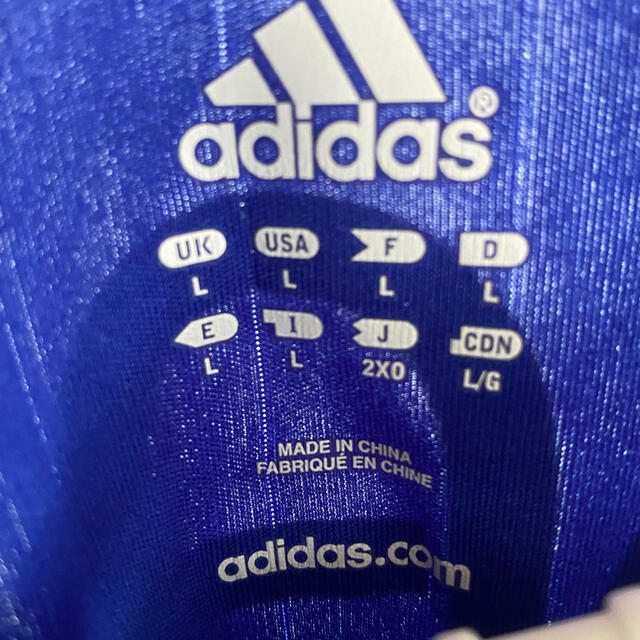 adidas®
UK USA F D
L L L L
E I J CDN
L L 2XO L/G
MADE IN CHINA
FABRIQUÉ EN CHINE
adidas.com